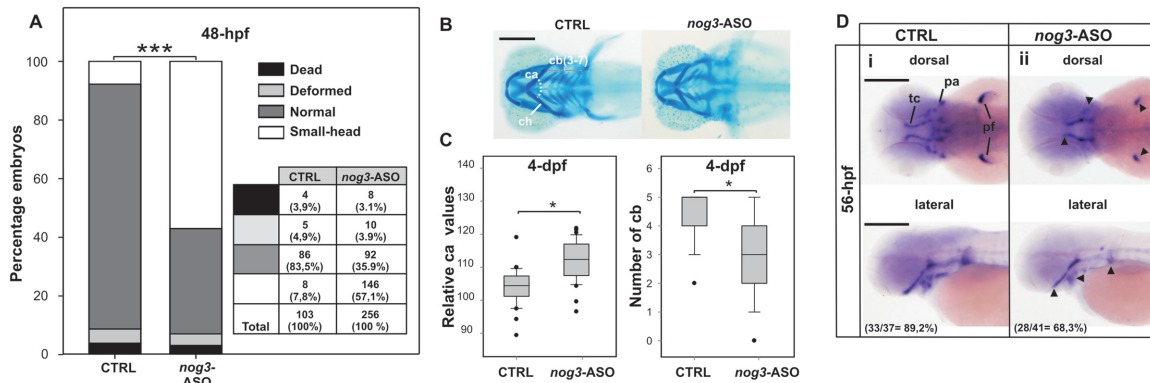 A
48-hpf
***
100
80
60
40
20
0
Percentage embryos
Dead
Deformed
Normal
Small-head
CTRL nog3-ASO
4 (3,9%) 8 (3.1%)
5 (4,9%) 10 (3.9%)
86 (83,5%) 92 (35.9%)
8 (7,8%) 146 (57,1%)
Total 103 (100%) 256 (100 %)
CTRL nog3-ASO
B
CTRL nog3-ASO
ca
cb(3-7)
ch
C
4-dpf
*
140
130
120
110
100
90
Relative ca values
CTRL nog3-ASO
4-dpf
*
6
5
4
3
2
1
0
Number of cb
CTRL nog3-ASO
D
CTRL nog3-ASO
56-hpf
i
dorsal
tc
pa
pf
ii
dorsal
lateral
(33/37= 89,2%)
lateral
(28/41= 68,3%)